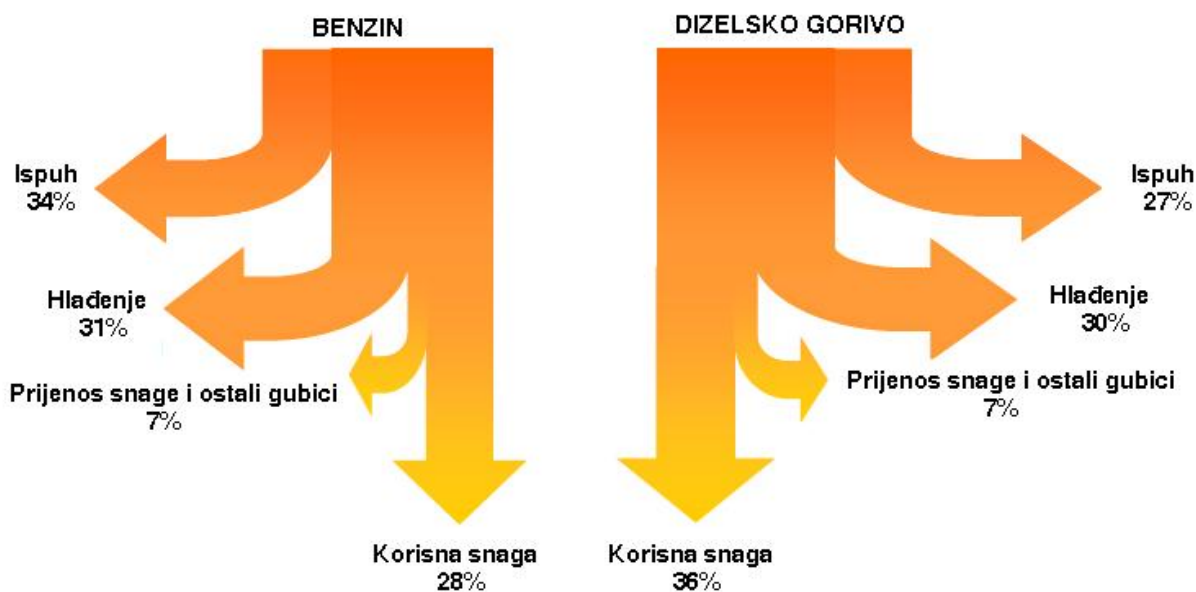 BENZIN
DIZELSKO GORIVO
Ispuh
34%
Ispuh
27%
Hlađenje
31%
Hlađenje
30%
Prijenos snage i ostali gubici
7%
Prijenos snage i ostali gubici
7%
Korisna snaga
28%
Korisna snaga
36%